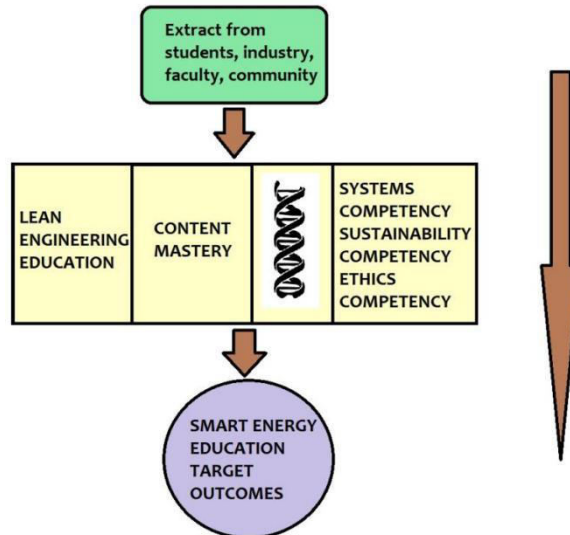 Extract from
students, industry,
faculty, community
LEAN
ENGINEERING
EDUCATION
CONTENT
MASTERY
SYSTEMS
COMPETENCY
SUSTAINABILITY
COMPETENCY
ETHICS
COMPETENCY
SMART ENERGY
EDUCATION
TARGET
OUTCOMES